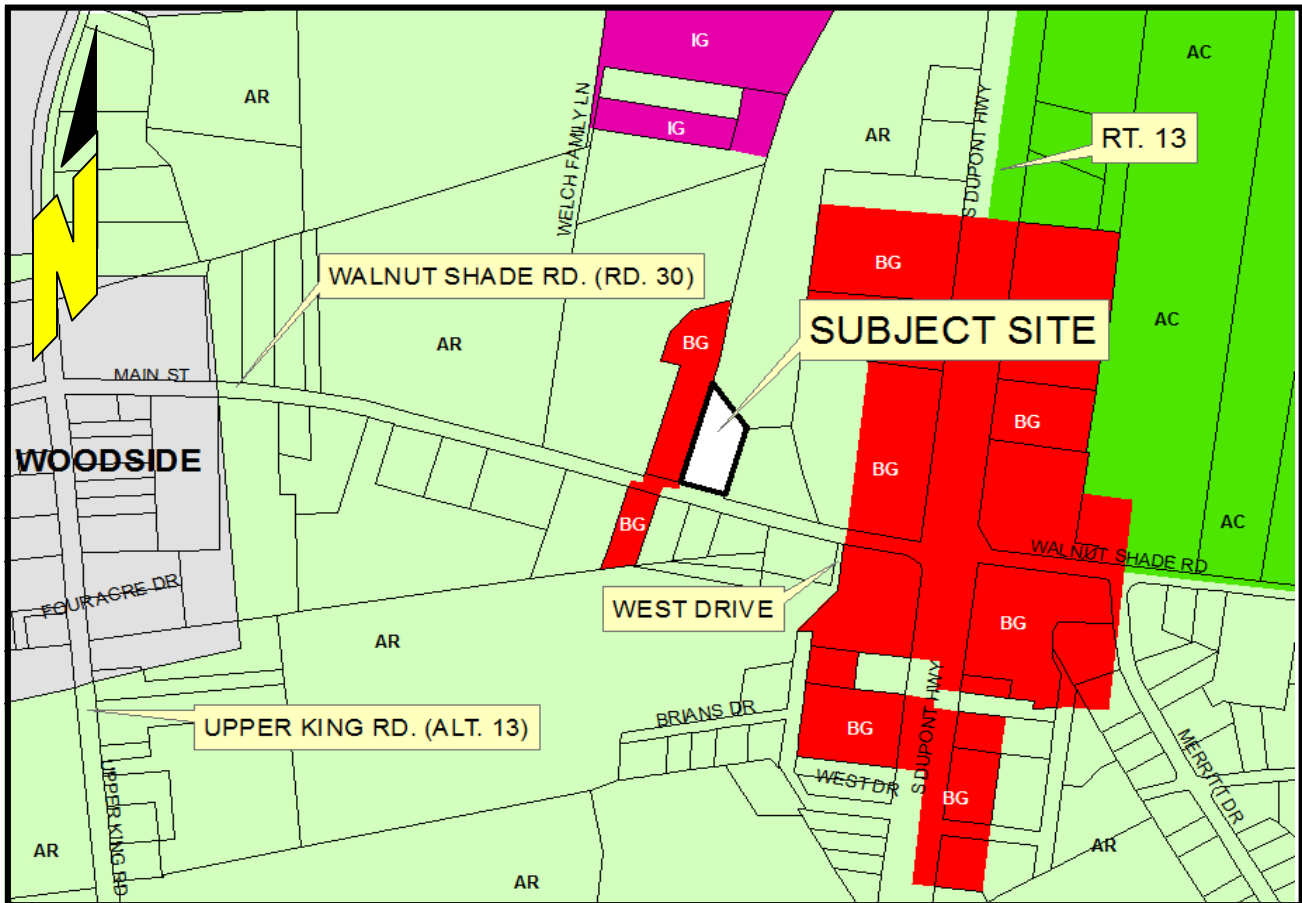 IG
AC
AR
WELCH FAMILY LN
IG
AR
S DUPONT HWY
RT. 13
N
WALNUT SHADE RD. (RD. 30)
BG
AC
SUBJECT SITE
AR
BG
MAIN ST
BG
WOODSIDE
BG
BG
AC
WALNUT SHADE RD
FOUR ACRE DR
WEST DRIVE
BG
AR
UPPER KING RD. (ALT. 13)
BRIANS DR
BG
S DUPONT HWY
MERRITT DR
WEST DR
BG
UPPER KING RD
AR
AR
AR